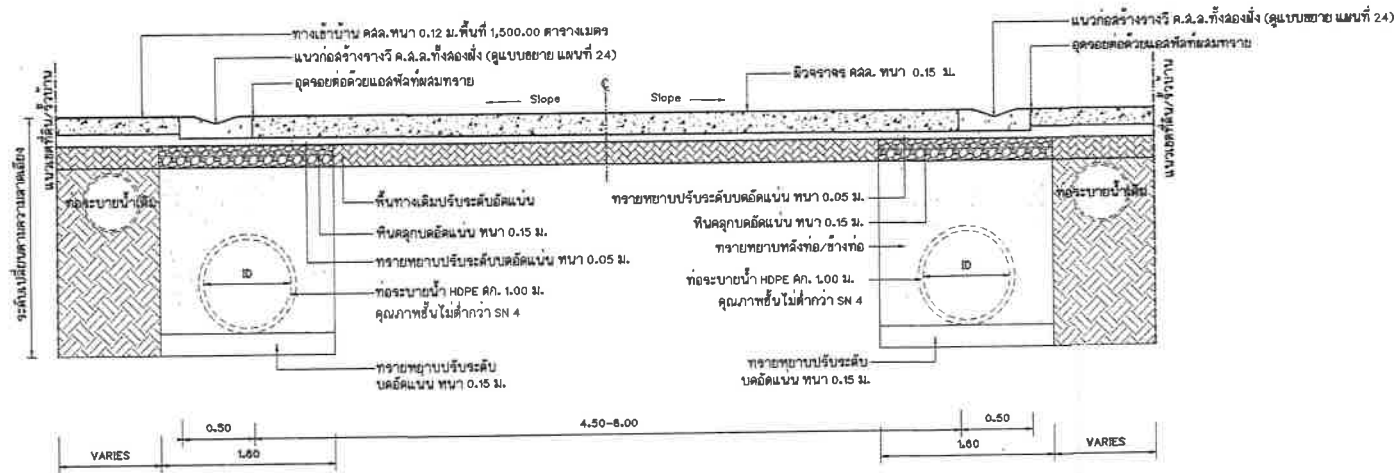 ทางเข้าบ้าน คสล.หนา 0.12 ม.พื้นที่ 1,500.00 ตารางเมตร
แนวก่อสร้างรางวี ค.ส.ล.ทั้งสองฝั่ง (ดูแบบขยาย แผ่นที่ 24)
อุดรอยต่อด้วยแอสฟัลท์ผสมทราย
Slope
Slope
ผิวจราจร คสล. หนา 0.15 ม.
แนวก่อสร้างรางวี ค.ส.ล.ทั้งสองฝั่ง (ดูแบบขยาย แผ่นที่ 24)
อุดรอยต่อด้วยแอสฟัลท์ผสมทราย
แนวเขตที่ดิน/รั้วบ้าน
แนวเขตที่ดิน/รั้วบ้าน
ระดับเปลี่ยนตามความลาดเอียง
ท่อระบายน้ำเดิม
ท่อระบายน้ำเดิม
พื้นทางเดิมปรับระดับอัดแน่น
หินคลุกบดอัดแน่น หนา 0.15 ม.
ทรายหยาบปรับระดับบดอัดแน่น หนา 0.05 ม.
ID
ท่อระบายน้ำ HDPE ศก. 1.00 ม.
คุณภาพชั้นไม่ต่ำกว่า SN 4
ทรายหยาบปรับระดับ
บดอัดแน่น หนา 0.15 ม.
ทรายหยาบปรับระดับบดอัดแน่น หนา 0.05 ม.
หินคลุกบดอัดแน่น หนา 0.15 ม.
ทรายหยาบหลังท่อ/ข้างท่อ
ID
ท่อระบายน้ำ HDPE ศก. 1.00 ม.
คุณภาพชั้นไม่ต่ำกว่า SN 4
ทรายหยาบปรับระดับ
บดอัดแน่น หนา 0.15 ม.
0.50
4.50-6.00
0.50
VARIES
1.60
1.60
VARIES